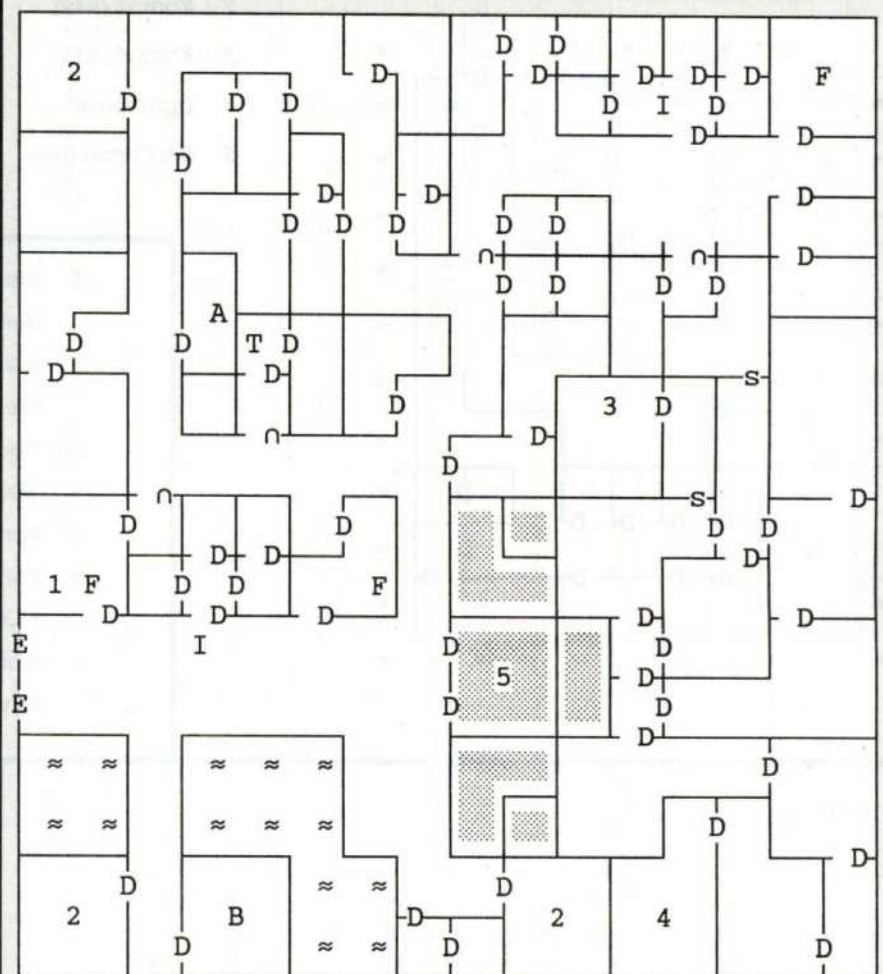 D D
2 D D D D D F
D D D D I D
D D
D
D D D
D D D D D
∩ ∩ D
D D D D
A
D D T D
D D S
D 3 D
∩ D
D
∩ S D
D D D D
D D D
1 F D D F
D D D D D
E I D D
5 D
E D D
D
≈ ≈ ≈ ≈ ≈ D
≈ ≈ ≈ ≈ ≈ D
D
D ≈ ≈ D
2 B D 2 4
D ≈ ≈ D D